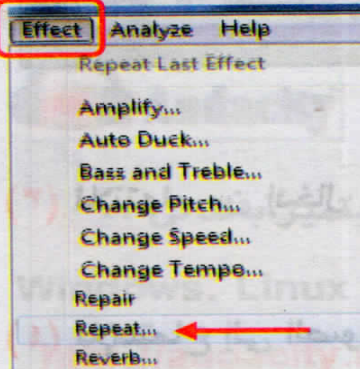 Effect Analyze Help
Repeat Last Effect
Amplify...
Auto Duck...
Bass and Treble...
Change Pitch...
Change Speed...
Change Tempo...
Repair
Repeat...
Reverb...